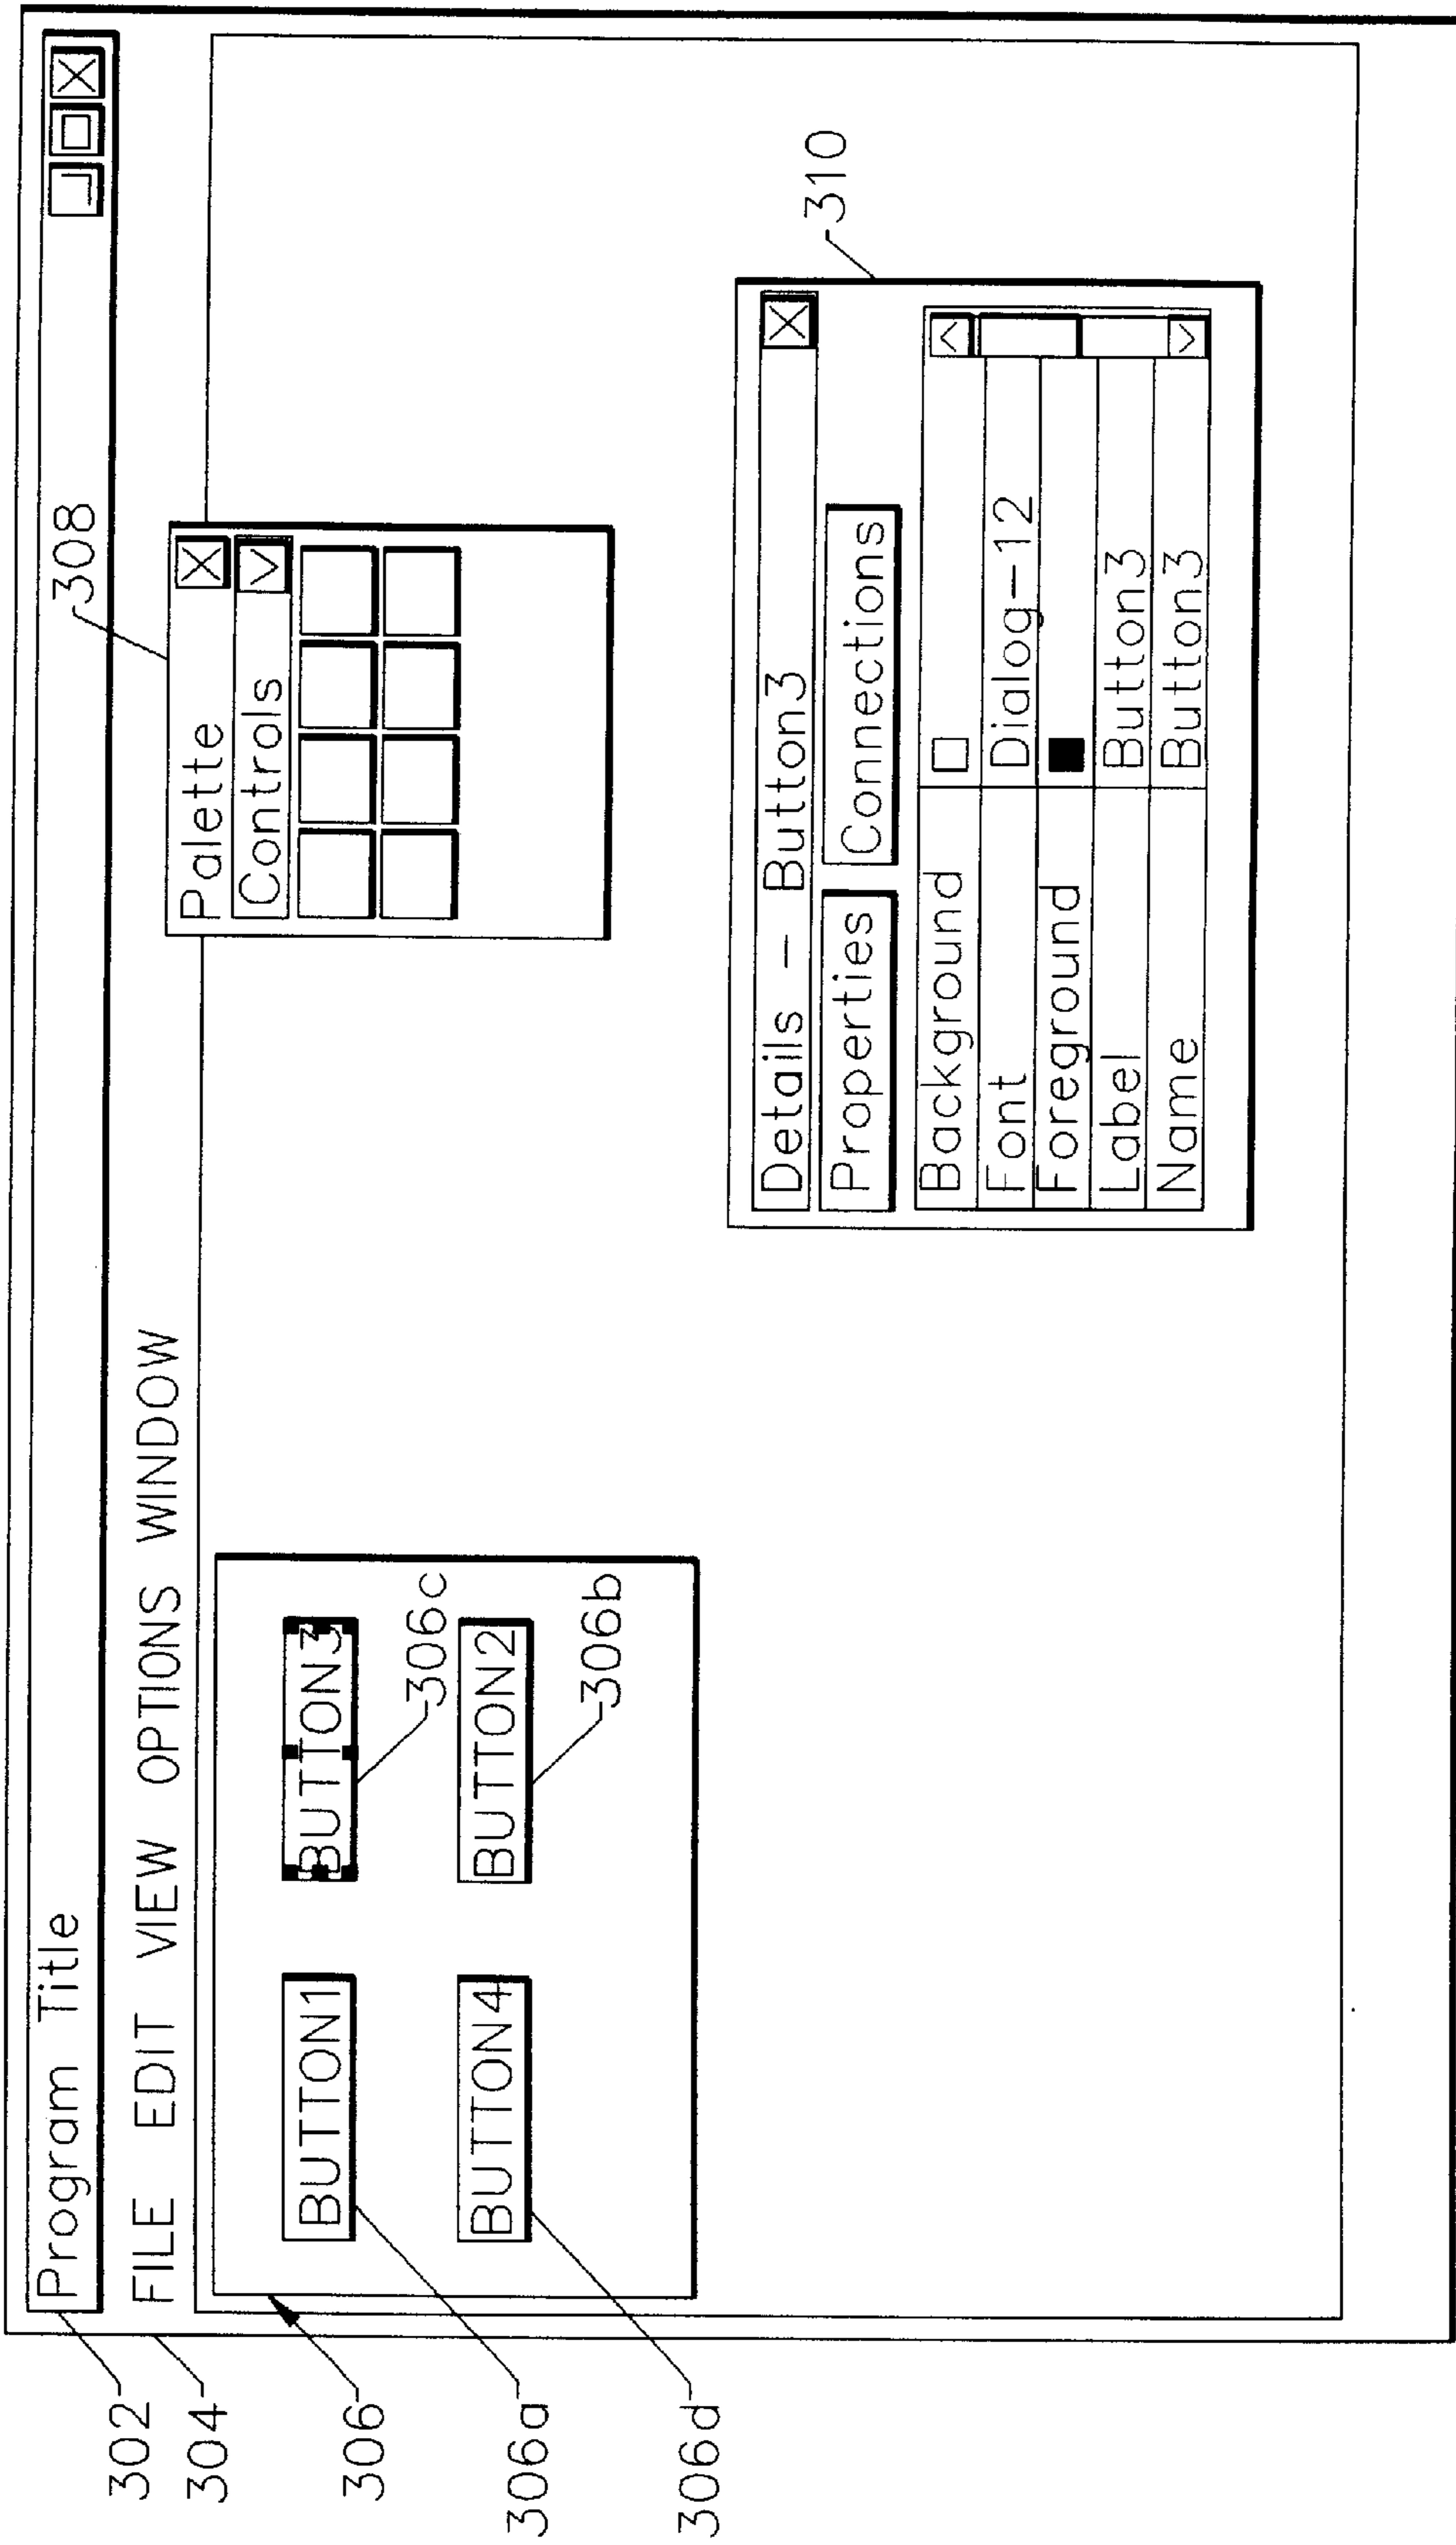 Program Title
FILE EDIT VIEW OPTIONS WINDOW
302
304
306
306a
306d
BUTTON1
BUTTON3
306c
BUTTON4
BUTTON2
306b
308
Palette
Controls
310
Details - Button3
Properties Connections
Background
Font Dialog-12
Foreground
Label Button3
Name Button3